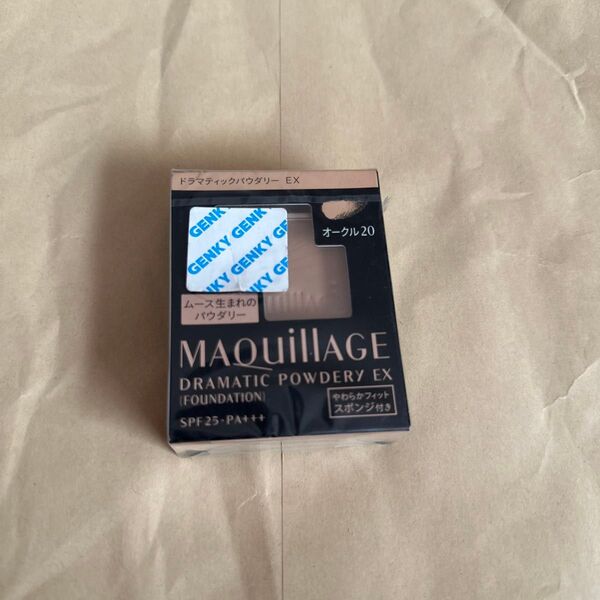 ドラマティックパウダリー EX
オークル20
GENKY GENK
GENKY GENKY
GENKY GE
ムース生まれの
パウダリー
MAQuillAGE
DRAMATIC POWDERY EX
(FOUNDATION)
SPF25・PA+++
やわらかフィット
スポンジ付き